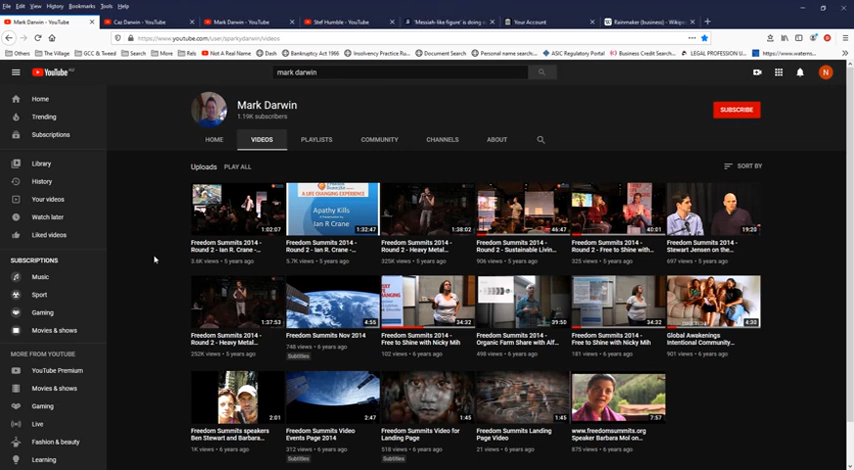 File Edit View History Bookmarks Tools Help
Mark Darwin - YouTube
Caz Darwin - YouTube
Mark Darwin - YouTube
Stef Humble - YouTube
'Messiah-like figure' is doing
Your Account
Rainmaker (business) - Wikip
https://www.youtube.com/user/sparkydarwin/videos
Others The Village GCC & Tweed Search More Rels Not A Real Name Dash Bankruptcy Act 1966 Insolvency Practice Ru... Document Search Personal name search... ASIC Regulatory Portal Business Credit Sear... LEGAL PROFESSION U... https://www.waterns...
YouTube
mark darwin
N
Home
Trending
Subscriptions
Library
History
Your videos
Watch later
Liked videos
SUBSCRIPTIONS
Music
Sport
Gaming
Movies & shows
MORE FROM YOUTUBE
YouTube Premium
Movies & shows
Gaming
Live
Fashion & beauty
Learning
Mark Darwin
1.19K subscribers
SUBSCRIBE
HOME VIDEOS PLAYLISTS COMMUNITY CHANNELS ABOUT
Uploads PLAY ALL
SORT BY
1:02:07
Freedom Summits 2014 -
Round 2 - Ian R. Crane -...
3.6K views • 5 years ago
A LIFE CHANGING EXPERIENCE
Apathy Kills
Ian R Crane
1:32:47
Freedom Summits 2014 -
Round 2 - Ian R. Crane -...
5.7K views • 5 years ago
1:38:02
Freedom Summits 2014 -
Round 2 - Heavy Metal...
325K views • 5 years ago
46:47
Freedom Summits 2014 -
Round 2 - Sustainable Livin...
906 views • 5 years ago
40:01
Freedom Summits 2014 -
Round 2 - Free to Shine with...
325 views • 5 years ago
19:20
Freedom Summits 2014 -
Stewart Jensen on the...
697 views • 5 years ago
1:37:53
Freedom Summits 2014 -
Round 2 - Heavy Metal...
252K views • 5 years ago
4:55
Freedom Summits Nov 2014
746 views • 6 years ago
Subtitles
34:32
Freedom Summits 2014 -
Free to Shine with Nicky Mih
102 views • 6 years ago
39:50
Freedom Summits 2014 -
Organic Farm Share with Alf...
498 views • 6 years ago
34:32
Freedom Summits 2014 -
Free to Shine with Nicky Mih
181 views • 6 years ago
4:30
Global Awakenings
Intentional Community...
901 views • 6 years ago
2:01
Freedom Summits speakers
Ben Stewart and Barbara...
1K views • 6 years ago
2:47
Freedom Summits Video
Events Page 2014
312 views • 6 years ago
Subtitles
1:45
Freedom Summits Video for
Landing Page
518 views • 6 years ago
Subtitles
1:45
Freedom Summits Landing
Page Video
21 views • 6 years ago
7:57
www.freedomsummits.org
Speaker Barbara Mol on...